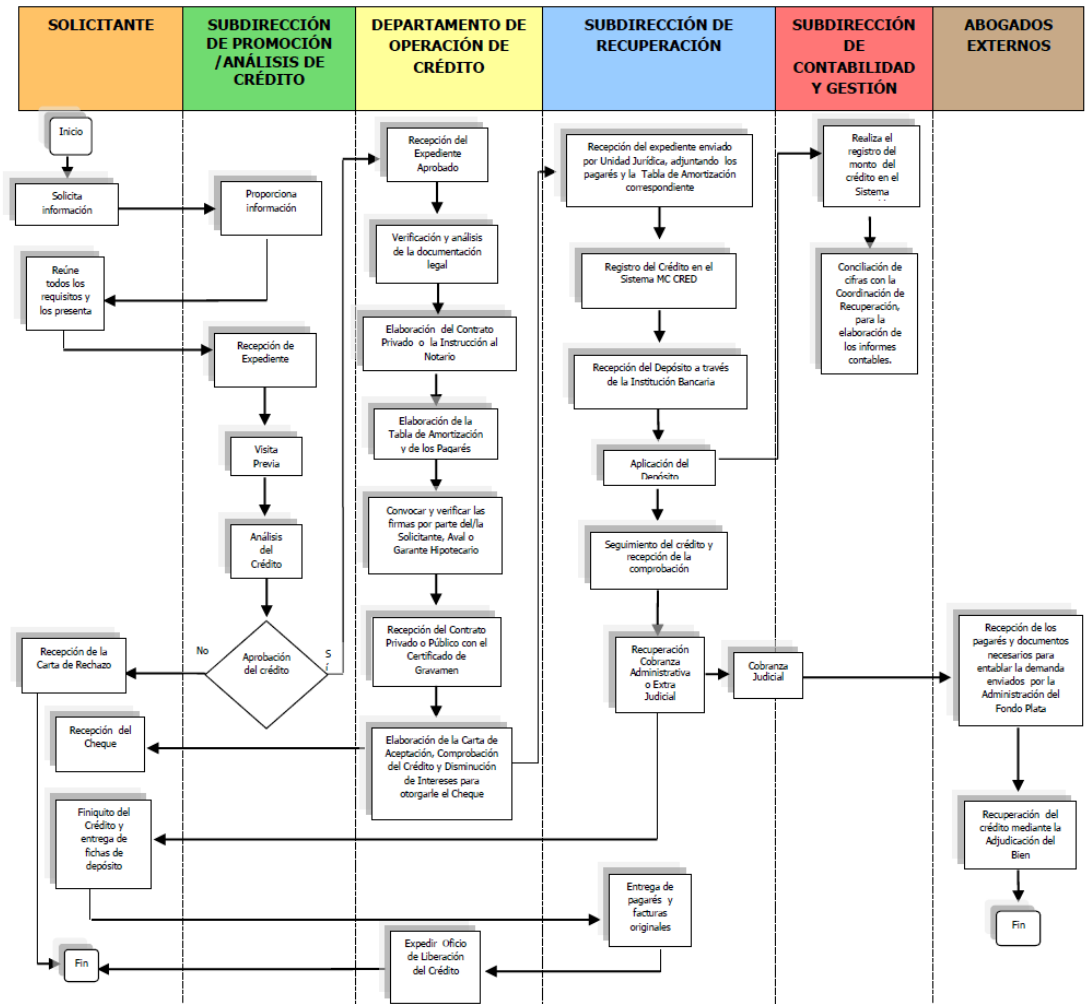 SOLICITANTE
SUBDIRECCIÓN
DE PROMOCIÓN
/ANÁLISIS DE
CRÉDITO
DEPARTAMENTO DE
OPERACIÓN DE
CRÉDITO
SUBDIRECCIÓN DE
RECUPERACIÓN
SUBDIRECCIÓN
DE
CONTABILIDAD
Y GESTIÓN
ABOGADOS
EXTERNOS
Inicio
Solicita
información
Proporciona
información
Reúne
todos los
requisitos y
los presenta
Recepción de
Expediente
Visita
Previa
Análisis
del
Crédito
Aprobación
del crédito
No
Sí
Recepción de la
Carta de Rechazo
Recepción del
Expediente
Aprobado
Verificación y análisis
de la documentación
legal
Elaboración del Contrato
Privado o la Instrucción al
Notario
Elaboración de la
Tabla de Amortización
y de los Pagarés
Convocar y verificar las
firmas por parte del/la
Solicitante, Aval o
Garante Hipotecario
Recepción del Contrato
Privado o Público con el
Certificado de
Gravamen
Elaboración de la Carta de
Aceptación, Comprobación
del Crédito y Disminución
de Intereses para
otorgarle el Cheque
Recepción del
Cheque
Recepción del expediente enviado
por Unidad Jurídica, adjuntando los
pagarés y la Tabla de Amortización
correspondiente
Registro del Crédito en el
Sistema MC CRED
Recepción del Depósito a través
de la Institución Bancaria
Aplicación del
Depósito
Realiza el
registro del
monto del
crédito en el
Sistema
Conciliación de
cifras con la
Coordinación de
Recuperación,
para la
elaboración de
los informes
contables.
Seguimiento del crédito y
recepción de la
comprobación
Recuperación
Cobranza
Administrativa
o Extra
Judicial
Cobranza
Judicial
Recepción de los
pagarés y documentos
necesarios para
entablar la demanda
enviados por la
Administración del
Fondo Plata
Recuperación del
crédito mediante la
Adjudicación del
Bien
Fin
Finiquito del
Crédito y
entrega de
fichas de
depósito
Entrega de
pagarés y
facturas
originales
Expedir Oficio
de Liberación
del Crédito
Fin